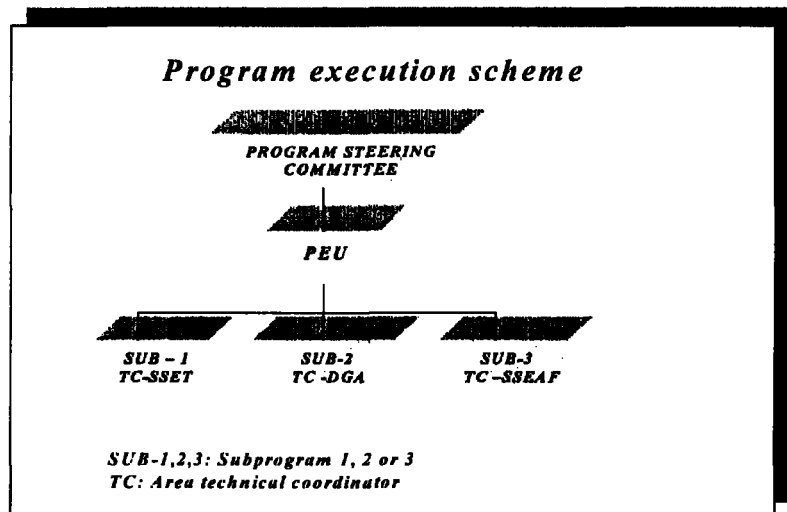 Program execution scheme
PROGRAM STEERING
COMMITTEE
PEU
SUB – 1
TC-SSET
SUB-2
TC -DGA
SUB-3
TC –SSEAF
SUB-1,2,3: Subprogram 1, 2 or 3
TC: Area technical coordinator